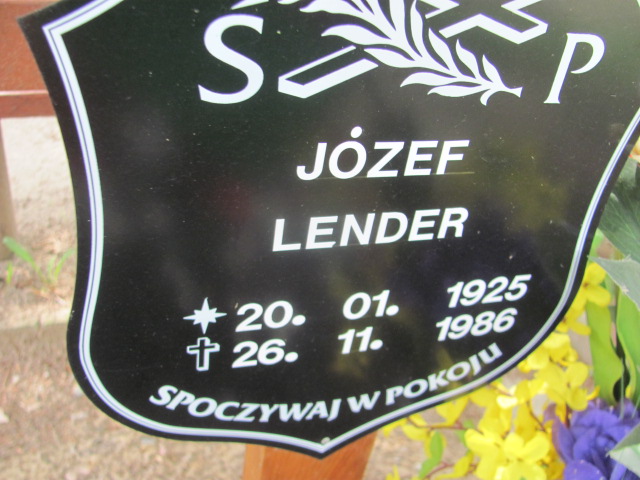 S P
JÓZEF
LENDER
20. 01. 1925
26. 11. 1986
SPOCZYWAJ W POKOJU